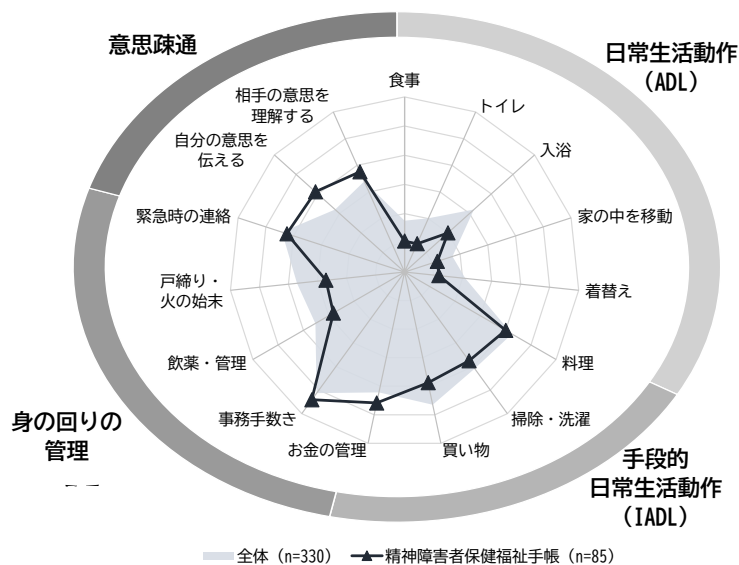 意思疎通
日常生活動作
（ADL）
食事
相手の意思を
理解する
トイレ
自分の意思を
伝える
入浴
緊急時の連絡
家の中を移動
戸締り・
火の始末
着替え
飲薬・管理
料理
事務手数き
掃除・洗濯
お金の管理
買い物
身の回りの
管理
手段的
日常生活動作
（IADL）
全体（n=330）
精神障害者保健福祉手帳（n=85）